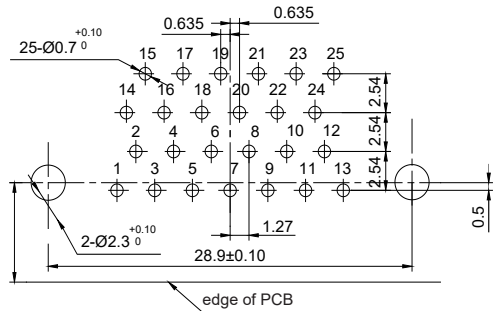 0.635 0.635
25-Ø0.7 +0.10 0
15 17 19 21 23 25
14 16 18 20 22 24
2 4 6 8 10 12
1 3 5 7 9 11 13
2.54
2.54
2.54
0.5
2-Ø2.3 +0.10 0
1.27
28.9±0.10
edge of PCB